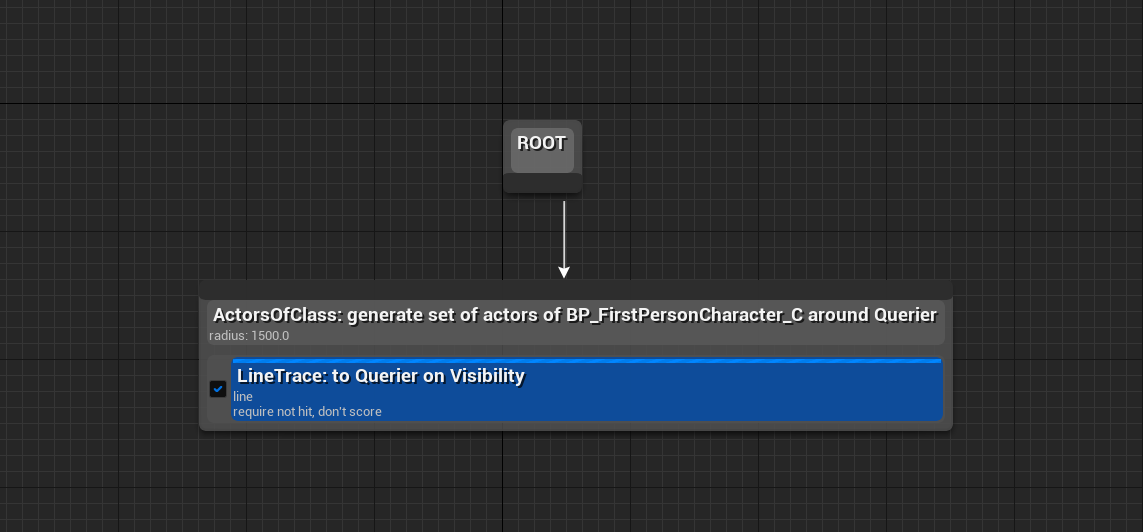 ROOT
ActorsOfClass: generate set of actors of BP_FirstPersonCharacter_C around Querier
radius: 1500.0
LineTrace: to Querier on Visibility
line
require not hit, don't score